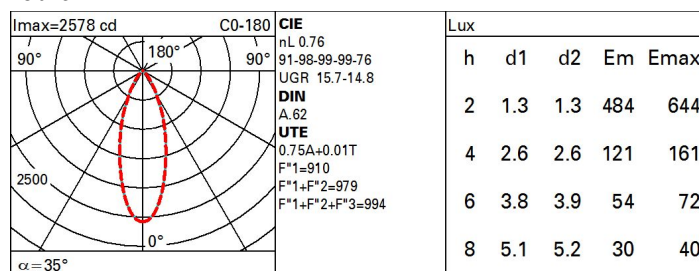 Imax=2578 cd C0-180
90° 180° 90°
2500
0°
α=35°
CIE
nL 0.76
91-98-99-99-76
UGR 15.7-14.8
DIN
A.62
UTE
0.75A+0.01T
F"1=910
F"1+F"2=979
F"1+F"2+F"3=994
Lux
h d1 d2 Em Emax
2 1.3 1.3 484 644
4 2.6 2.6 121 161
6 3.8 3.9 54 72
8 5.1 5.2 30 40